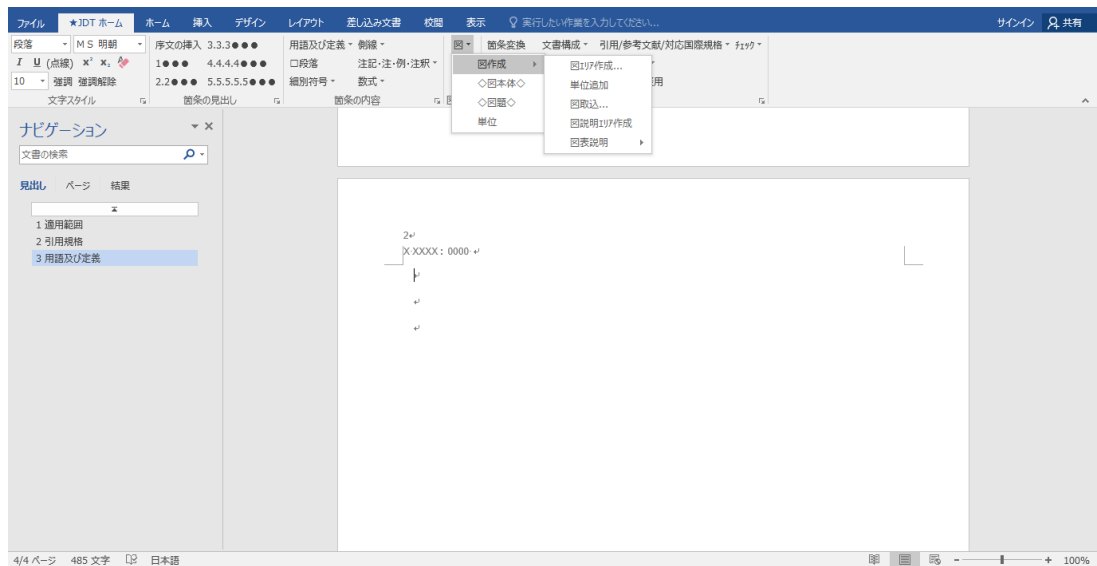 ファイル ★JDT ホーム ホーム 挿入 デザイン レイアウト 差し込み文書 校閲 表示 実行したい作業を入力してください... サインイン 共有
段落 MS 明朝 序文の挿入 3.3.3●●● 用語及び定義 側線 図 箇条変換 文書構成 引用/参考文献/対応国際規格 ﾁｪｯｸ
I U (点線) x² x₂ 1●●● 4.4.4.4●●● 口段落 注記·注·例·注釈 図作成 図ｴﾘｱ作成...
10 強調 強調解除 2.2●●● 5.5.5.5.5●●● 細別符号 数式 ◇図本体◇ 単位追加 用
文字スタイル 箇条の見出し 箇条の内容 ◇図題◇ 図取込...
単位 図説明ｴﾘｱ作成
図表説明
ナビゲーション
文書の検索
見出し ページ 結果
1 適用範囲
2 引用規格
3 用語及び定義
2
X XXXX : 0000
4/4 ページ 485 文字 日本語 100%